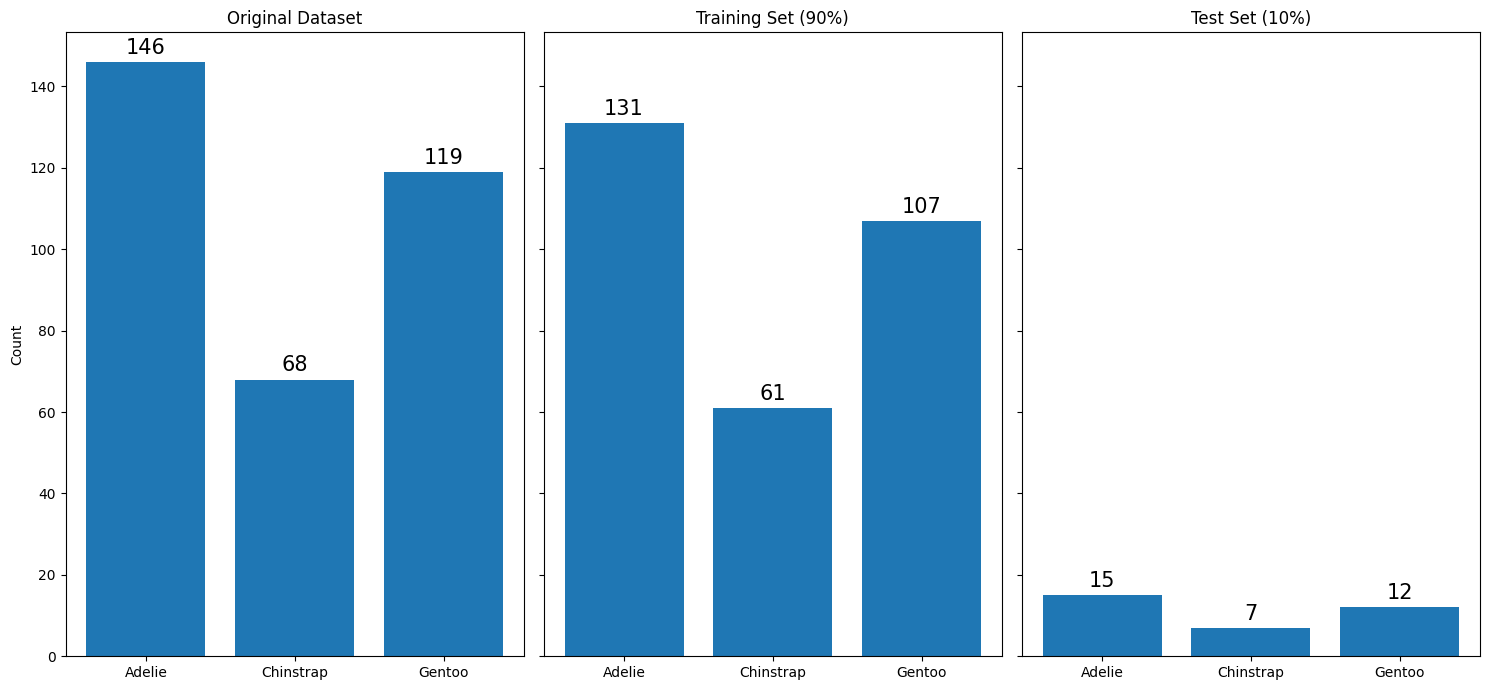 Original Dataset
Training Set (90%)
Test Set (10%)
Count
140
120
100
80
60
40
20
0
146
68
119
Adelie
Chinstrap
Gentoo
131
61
107
Adelie
Chinstrap
Gentoo
15
7
12
Adelie
Chinstrap
Gentoo